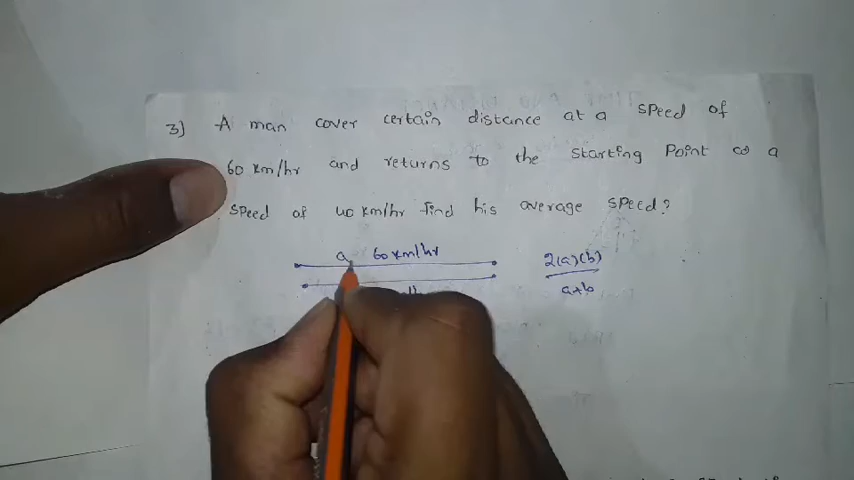 3) A man cover certain distance at a speed of
60 km/hr and returns to the starting Point @ a
speed of 40 km/hr find his average speed?
a 60 km/hr 2(a)(b)
a+b